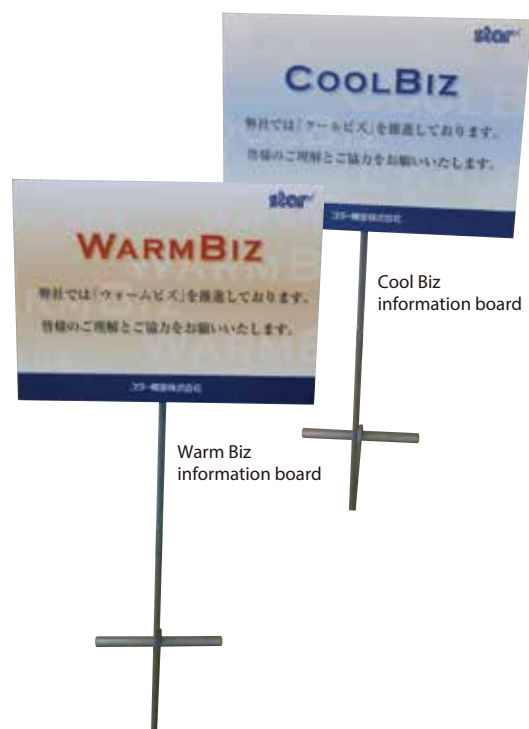 star
COOLBIZ
弊社では「クールビズ」を推進しております。
皆様のご理解とご協力をお願いいたします。
スター精密株式会社
Cool Biz
information board
star
WARMBIZ
弊社では「ウォームビズ」を推進しております。
皆様のご理解とご協力をお願いいたします。
スター精密株式会社
Warm Biz
information board